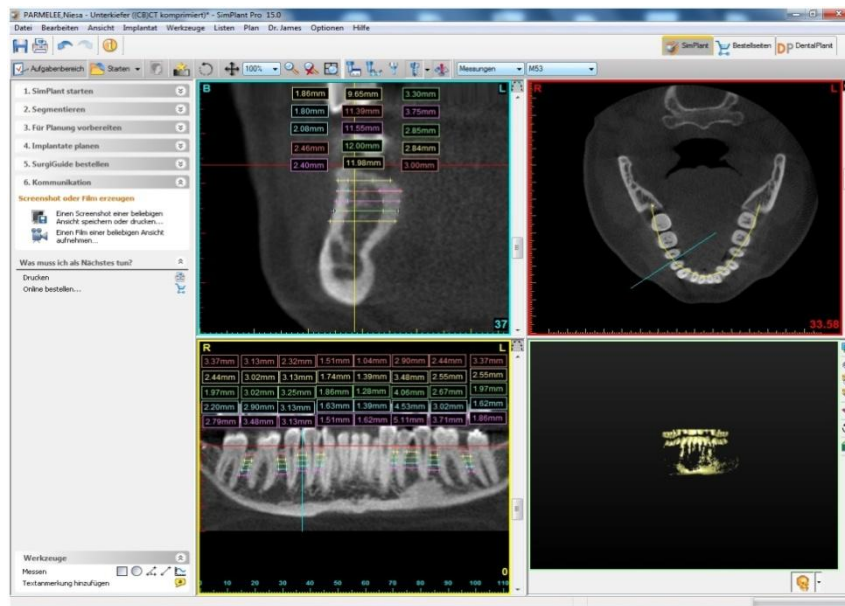 PARMELEE,Niesa - Unterkiefer ((CB)CT komprimiert)* - SimPlant Pro 15.0
Datei Bearbeiten Ansicht Implantat Werkzeuge Listen Plan Dr. James Optionen Hilfe
SimPlant Bestellseiten DP DentalPlant
Aufgabenbereich Starten 100% Messungen M53
1. SimPlant starten
2. Segmentieren
3. Für Planung vorbereiten
4. Implantate planen
5. SurgiGuide bestellen
6. Kommunikation
Screenshot oder Film erzeugen
Einen Screenshot einer beliebigen
Ansicht speichern oder drucken...
Einen Film einer beliebigen Ansicht
aufnehmen...
Was muss ich als Nächstes tun?
Drucken
Online bestellen...
Werkzeuge
Messen
Textanmerkung hinzufügen
B L
1.86mm 9.65mm 3.30mm
1.80mm 11.39mm 3.75mm
2.08mm 11.55mm 2.85mm
2.46mm 12.00mm 2.84mm
2.40mm 11.98mm 3.00mm
37
R L
33.58
R L
3.37mm 3.13mm 2.32mm 1.51mm 1.04mm 2.90mm 2.44mm 3.37mm
2.44mm 3.02mm 3.13mm 1.74mm 1.39mm 3.48mm 2.55mm 2.55mm
1.97mm 3.02mm 3.25mm 1.86mm 1.28mm 4.06mm 2.67mm 1.97mm
2.20mm 2.90mm 3.13mm 1.63mm 1.39mm 4.53mm 3.02mm 1.62mm
2.79mm 3.48mm 3.13mm 1.51mm 1.62mm 5.11mm 3.71mm 1.86mm
0
0 10 20 30 40 50 60 70 80 90 100 110